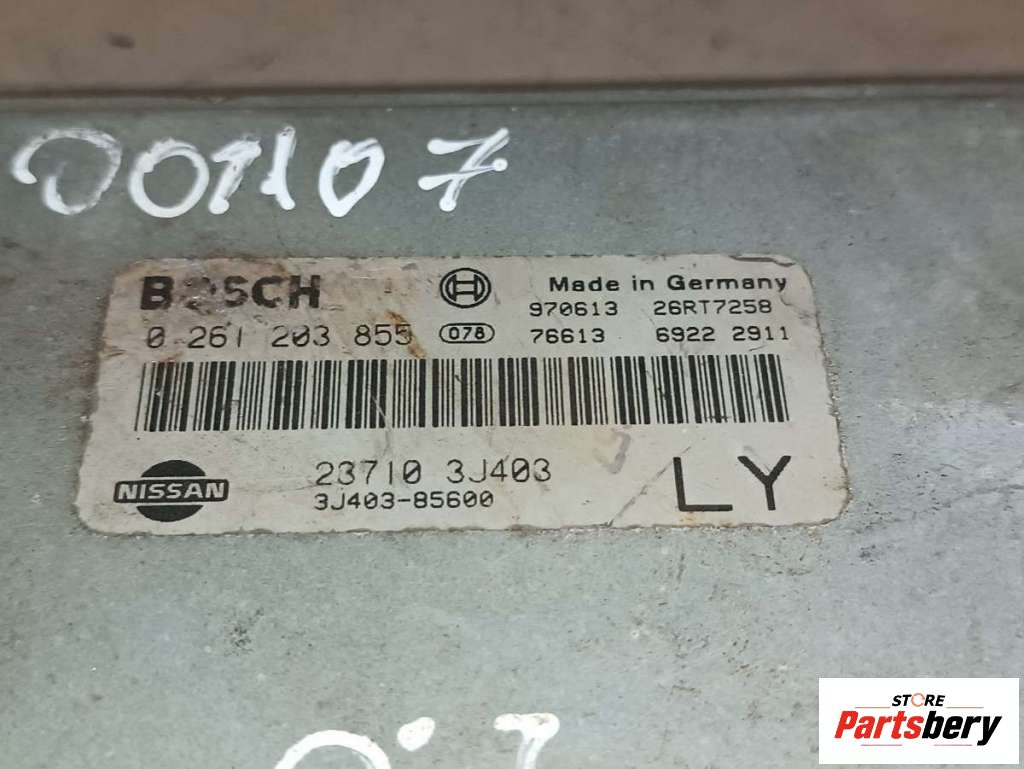 001107
BOSCH
Made in Germany
970613 26RT7258
0 261 203 855 078
76613 6922 2911
NISSAN
23710 3J403
3J403-85600
LY
STORE
Partsbery